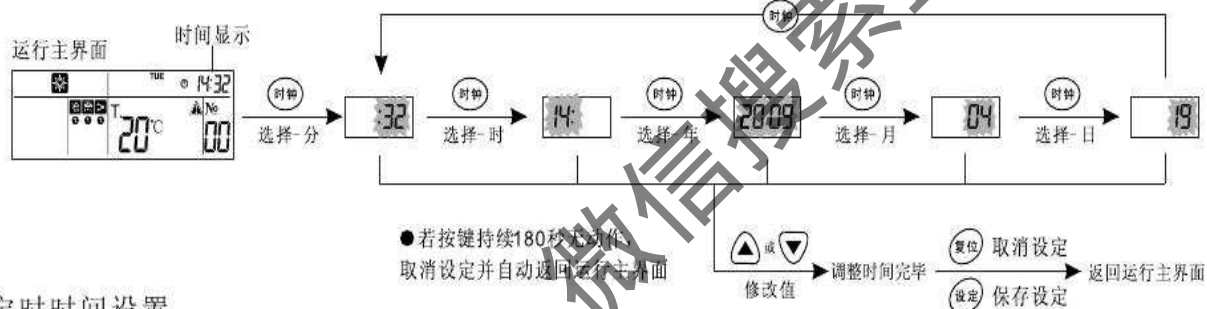 时钟
时间显示
运行主界面
TUE 14:32
No
T 20℃ 00
时钟
选择-分
:32
时钟
选择-时
14:
时钟
选择-年
2009
时钟
选择-月
04
时钟
选择-日
19
●若按键持续180秒无动作,
取消设定并自动返回运行主界面
▲或▼
修改值
调整时间完毕
复位 取消设定
设定 保存设定
返回运行主界面
定时时间设置
微信搜索